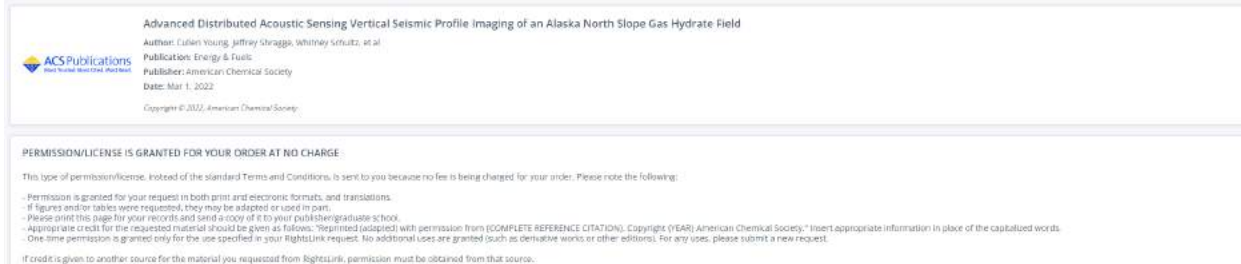 Advanced Distributed Acoustic Sensing Vertical Seismic Profile Imaging of an Alaska North Slope Gas Hydrate Field
Author: Cullen Young, Jeffrey Shragge, Whitney Schultz, et al
ACS Publications
Most Trusted. Most Cited. Most Read.
Publication: Energy & Fuels
Publisher: American Chemical Society
Date: Mar 1, 2022
Copyright © 2022, American Chemical Society
PERMISSION/LICENSE IS GRANTED FOR YOUR ORDER AT NO CHARGE
This type of permission/license, instead of the standard Terms and Conditions, is sent to you because no fee is being charged for your order. Please note the following:
- Permission is granted for your request in both print and electronic formats, and translations.
- If figures and/or tables were requested, they may be adapted or used in part.
- Please print this page for your records and send a copy of it to your publisher/graduate school.
- Appropriate credit for the requested material should be given as follows: "Reprinted (adapted) with permission from {COMPLETE REFERENCE CITATION}. Copyright {YEAR} American Chemical Society." Insert appropriate information in place of the capitalized words.
- One-time permission is granted only for the use specified in your RightsLink request. No additional uses are granted (such as derivative works or other editions). For any uses, please submit a new request.
If credit is given to another source for the material you requested from RightsLink, permission must be obtained from that source.